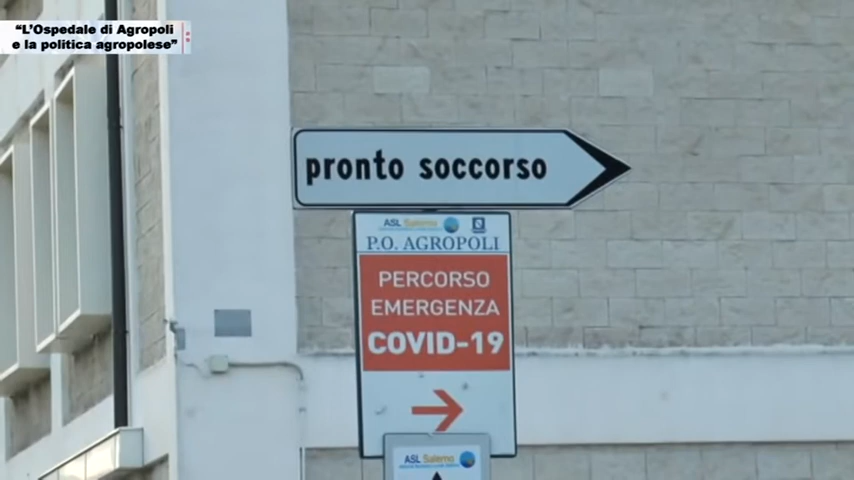 “L’Ospedale di Agropoli
e la politica agropolese”
pronto soccorso
ASL Salerno
P.O. AGROPOLI
PERCORSO
EMERGENZA
COVID-19
ASL Salerno